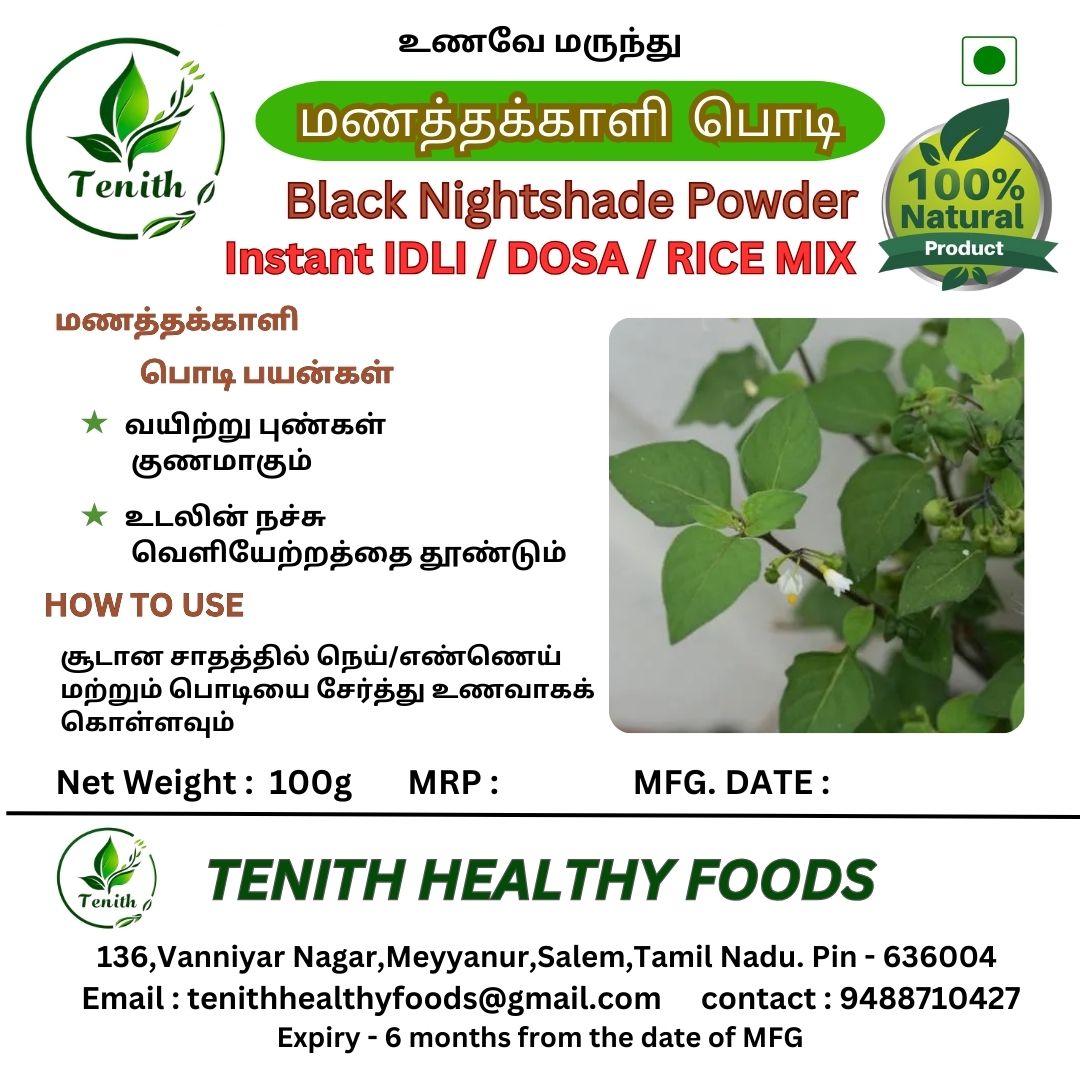 உணவே மருந்து
Tenith
மணத்தக்காளி பொடி
Black Nightshade Powder
Instant IDLI / DOSA / RICE MIX
100%
Natural
Product
மணத்தக்காளி
பொடி பயன்கள்
வயிற்று புண்கள்
குணமாகும்
உடலின் நச்சு
வெளியேற்றத்தை தூண்டும்
HOW TO USE
சூடான சாதத்தில் நெய்/எண்ணெய்
மற்றும் பொடியை சேர்த்து உணவாகக்
கொள்ளவும்
Net Weight : 100g MRP : MFG. DATE :
Tenith
TENITH HEALTHY FOODS
136,Vanniyar Nagar,Meyyanur,Salem,Tamil Nadu. Pin - 636004
Email : tenithhealthyfoods@gmail.com contact : 9488710427
Expiry - 6 months from the date of MFG